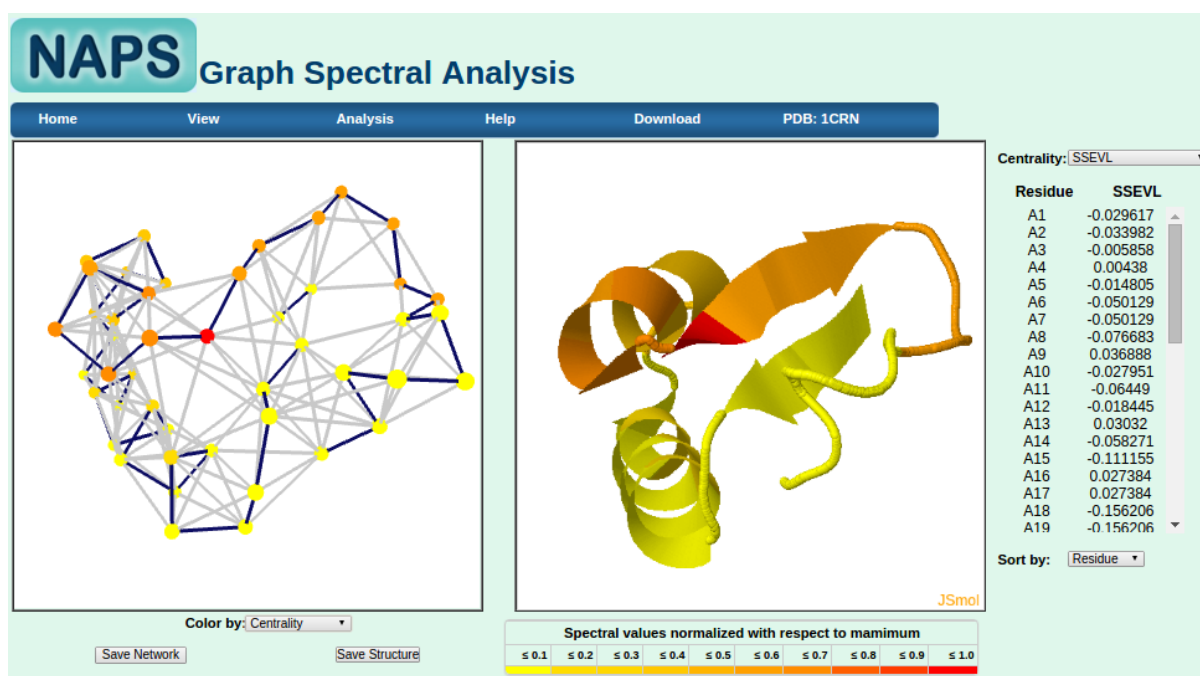 NAPS Graph Spectral Analysis
Home View Analysis Help Download PDB: 1CRN
Centrality: SSEVL
Residue SSEVL
A1 -0.029617
A2 -0.033982
A3 -0.005858
A4 0.00438
A5 -0.014805
A6 -0.050129
A7 -0.050129
A8 -0.076683
A9 0.036888
A10 -0.027951
A11 -0.06449
A12 -0.018445
A13 0.03032
A14 -0.058271
A15 -0.111155
A16 0.027384
A17 0.027384
A18 -0.156206
A19 -0.156206
Sort by: Residue
JSmol
Color by: Centrality
Save Network Save Structure
Spectral values normalized with respect to mamimum
≤ 0.1 ≤ 0.2 ≤ 0.3 ≤ 0.4 ≤ 0.5 ≤ 0.6 ≤ 0.7 ≤ 0.8 ≤ 0.9 ≤ 1.0